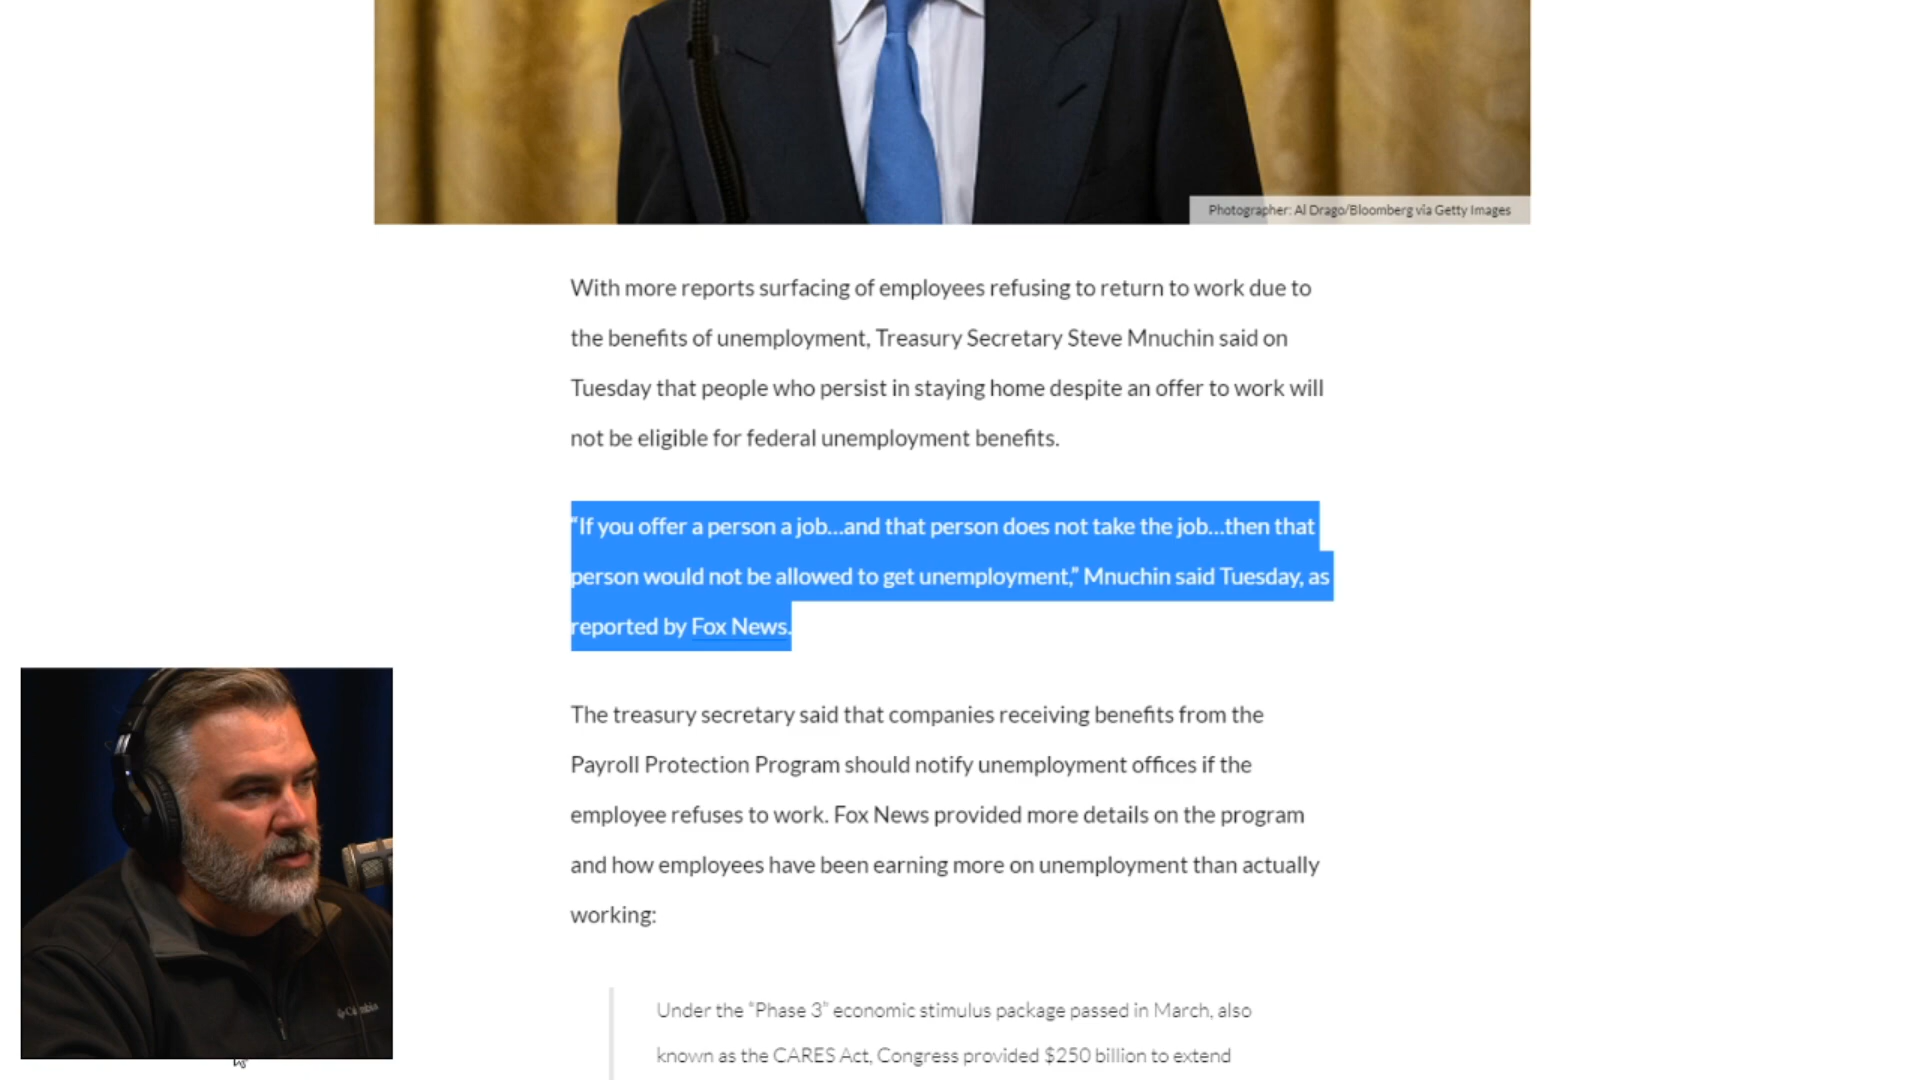 Photographer: Al Drago/Bloomberg via Getty Images
With more reports surfacing of employees refusing to return to work due to
the benefits of unemployment, Treasury Secretary Steve Mnuchin said on
Tuesday that people who persist in staying home despite an offer to work will
not be eligible for federal unemployment benefits.
“If you offer a person a job...and that person does not take the job...then that
person would not be allowed to get unemployment,” Mnuchin said Tuesday, as
reported by Fox News.
The treasury secretary said that companies receiving benefits from the
Payroll Protection Program should notify unemployment offices if the
employee refuses to work. Fox News provided more details on the program
and how employees have been earning more on unemployment than actually
working:
Under the “Phase 3” economic stimulus package passed in March, also
known as the CARES Act, Congress provided $250 billion to extend
Columbia